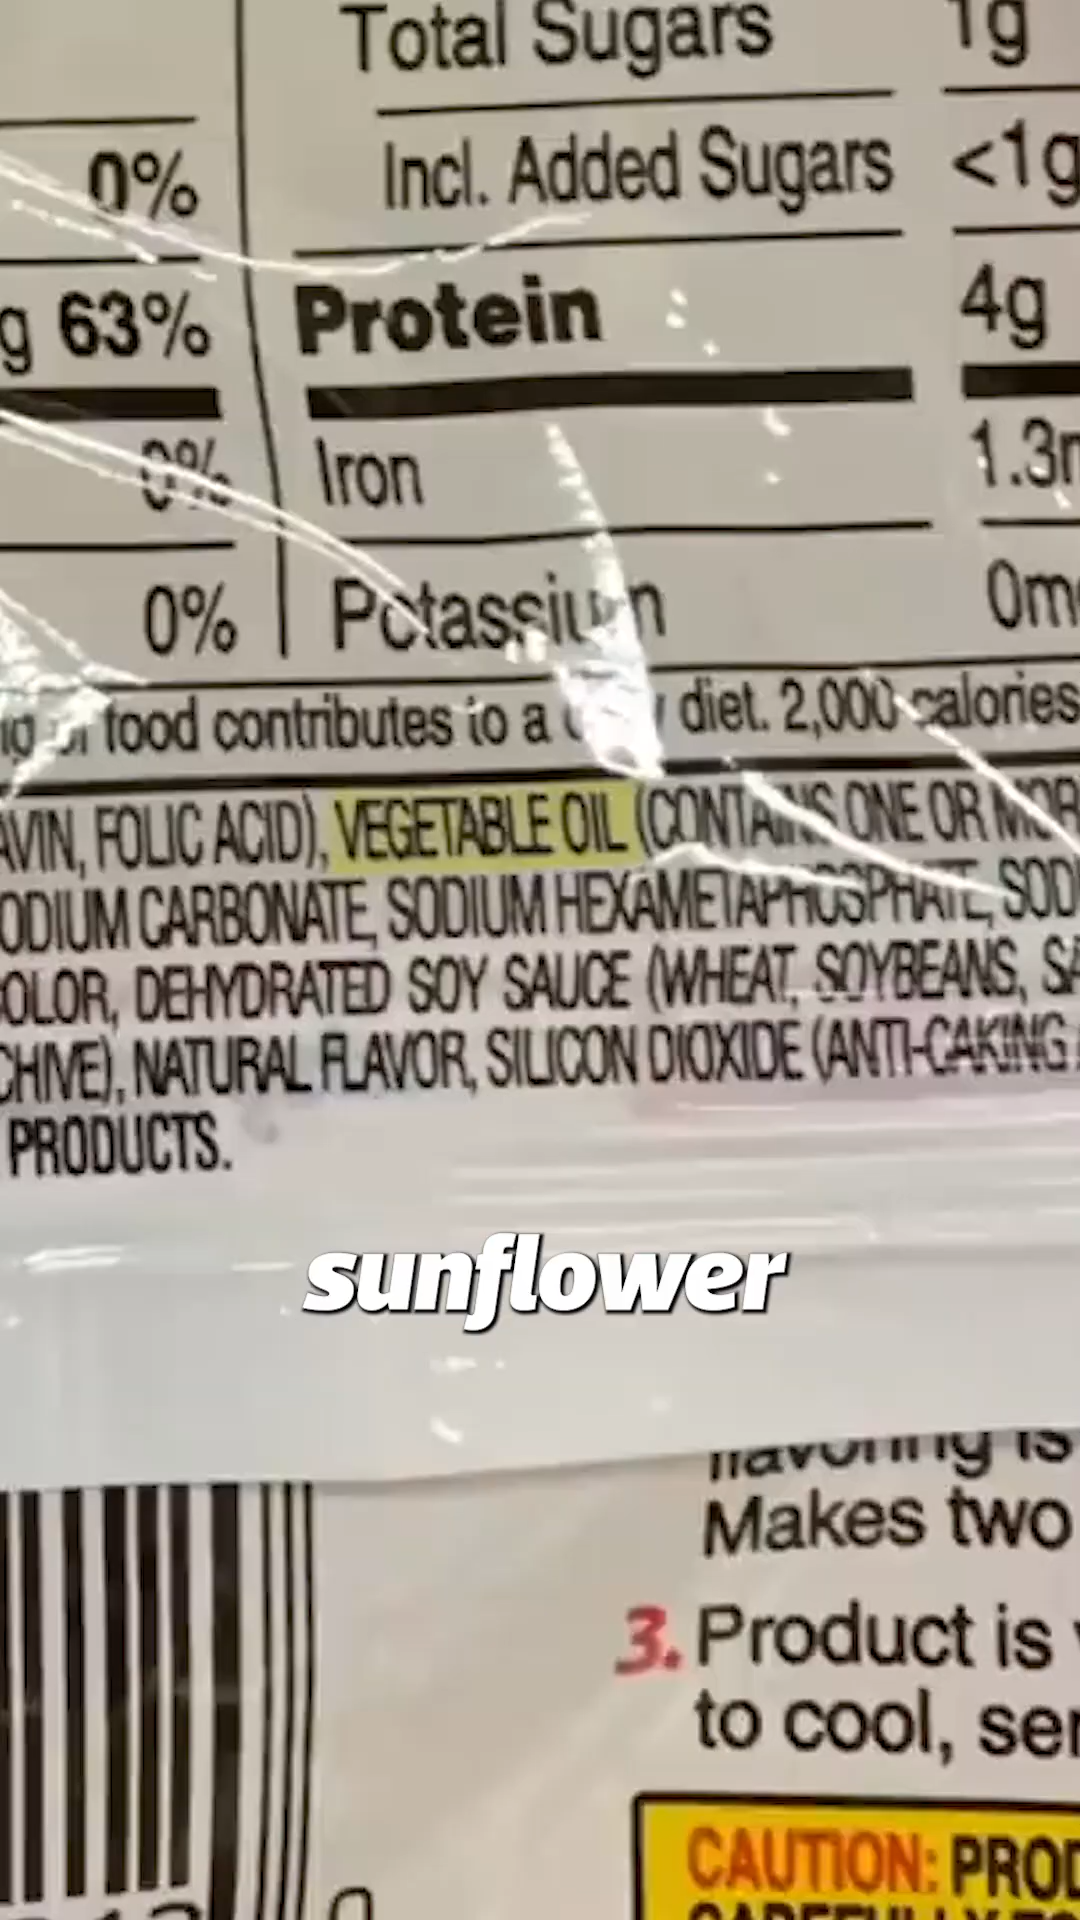 Total Sugars 1g
0% Incl. Added Sugars <1g
g 63% Protein 4g
0% Iron 1.3
0% Potassium 0m
food contributes to a diet. 2,000 calories
AVIN, FOLIC ACID), VEGETABLE OIL (CONTAINS ONE OR MOR
ODIUM CARBONATE, SODIUM HEXAMETAPHOSPHATE, SOD
OLOR, DEHYDRATED SOY SAUCE (WHEAT, SOYBEANS, SA
CHIVE), NATURAL FLAVOR, SILICON DIOXIDE (ANTI-CAKING
PRODUCTS.
sunflower
flavoring is
Makes two
3. Product is
to cool, ser
CAUTION: PROD